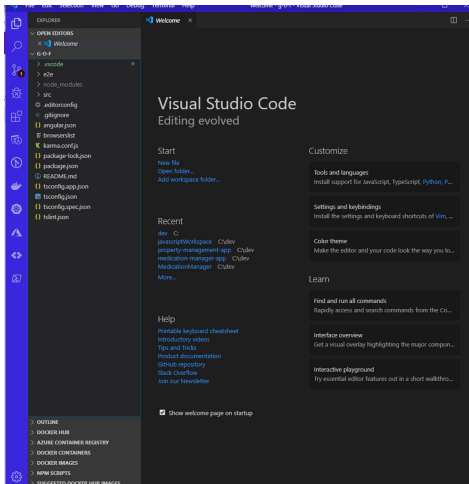 File Edit Selection View Go Debug Terminal Help Welcome - g-o-f - Visual Studio Code
EXPLORER
OPEN EDITORS
Welcome
G-O-F
.vscode
e2e
node_modules
src
.editorconfig
.gitignore
angular.json
browserslist
karma.conf.js
package-lock.json
package.json
README.md
tsconfig.app.json
tsconfig.json
tsconfig.spec.json
tslint.json
OUTLINE
DOCKER HUB
AZURE CONTAINER REGISTRY
DOCKER CONTAINERS
DOCKER IMAGES
NPM SCRIPTS
SUGGESTED DOCKER HUB IMAGES
Welcome
Visual Studio Code
Editing evolved
Start
New file
Open folder...
Add workspace folder...
Recent
dev C:
javascriptWorkspace C:\dev
property-management-app C:\dev
medication-manager-app C:\dev
MedicationManager C:\dev
More...
Help
Printable keyboard cheatsheet
Introductory videos
Tips and Tricks
Product documentation
GitHub repository
Stack Overflow
Join our Newsletter
Show welcome page on startup
Customize
Tools and languages
Install support for JavaScript, TypeScript, Python, P...
Settings and keybindings
Install the settings and keyboard shortcuts of Vim, ...
Color theme
Make the editor and your code look the way you lo...
Learn
Find and run all commands
Rapidly access and search commands from the Co...
Interface overview
Get a visual overlay highlighting the major compon...
Interactive playground
Try essential editor features out in a short walkthro...